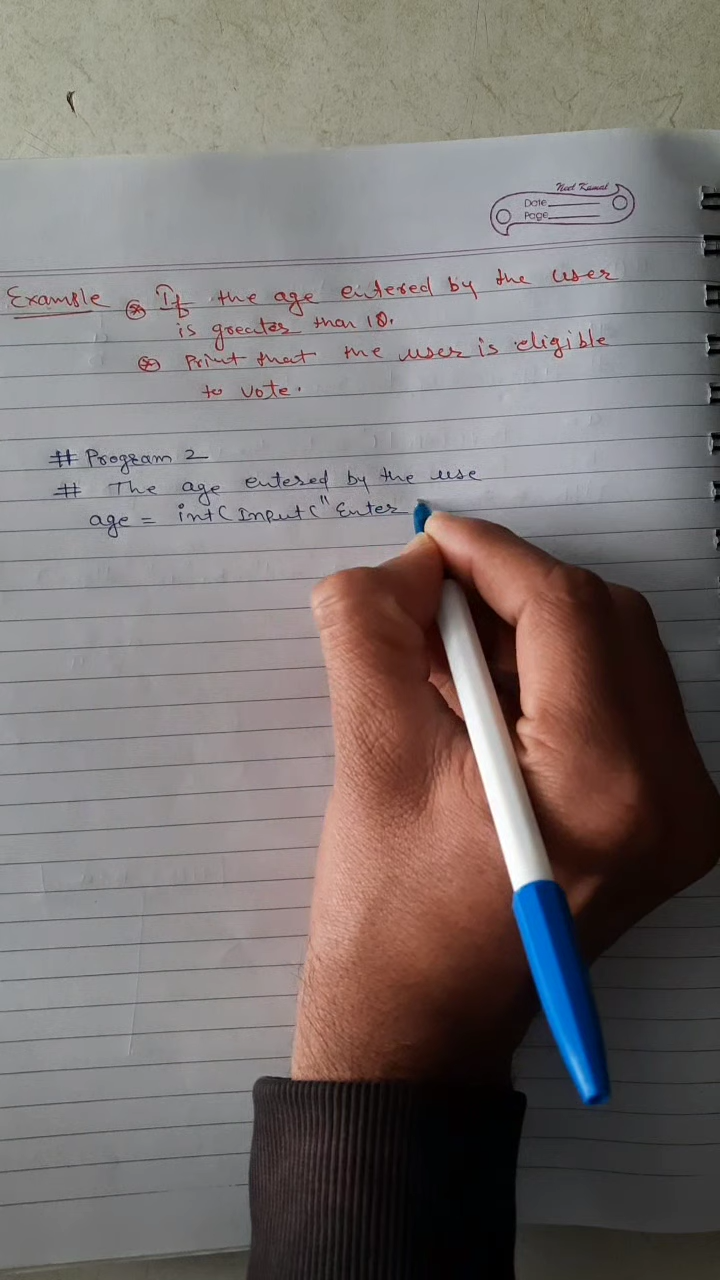 Neel Kamal
Date
Page
Example ⊛ If the age entered by the user
is greater than 18.
⊛ Print that the user is eligible
to vote.
# Program 2
# The age entered by the use
age = int(Input("Enter